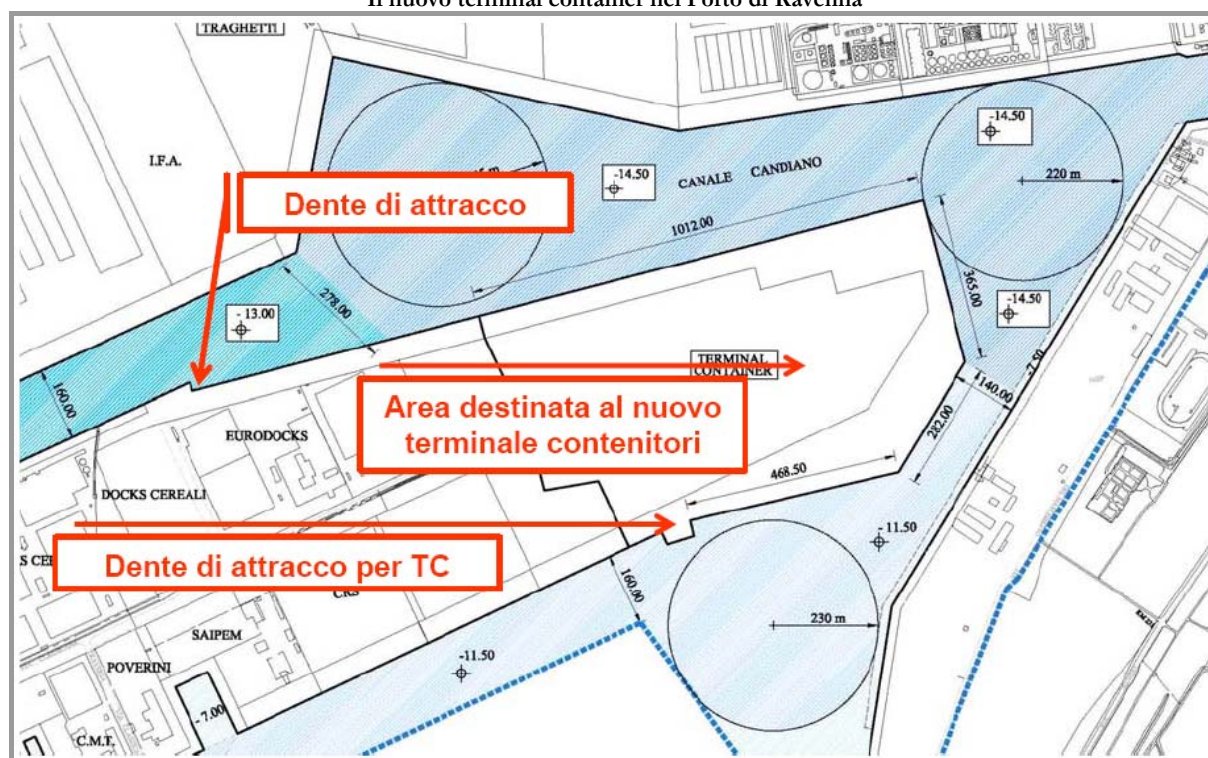 Il nuovo terminal container nel Porto di Ravenna
TRAGHETTI
I.F.A.
-14.50
-14.50
220 m
CANALE CANDIANO
1012.00
Dente di attracco
365.00
-14.50
278.00
- 13.00
-7.50
TERMINAL
CONTAINER
140.00
160.00
Area destinata al nuovo
terminale contenitori
282.00
EURODOCKS
468.50
DOCKS CEREALI
-11.50
Dente di attracco per TC
160.00
230 m
SAIPEM
-11.50
POVERINI
- 7.00
C.M.T.